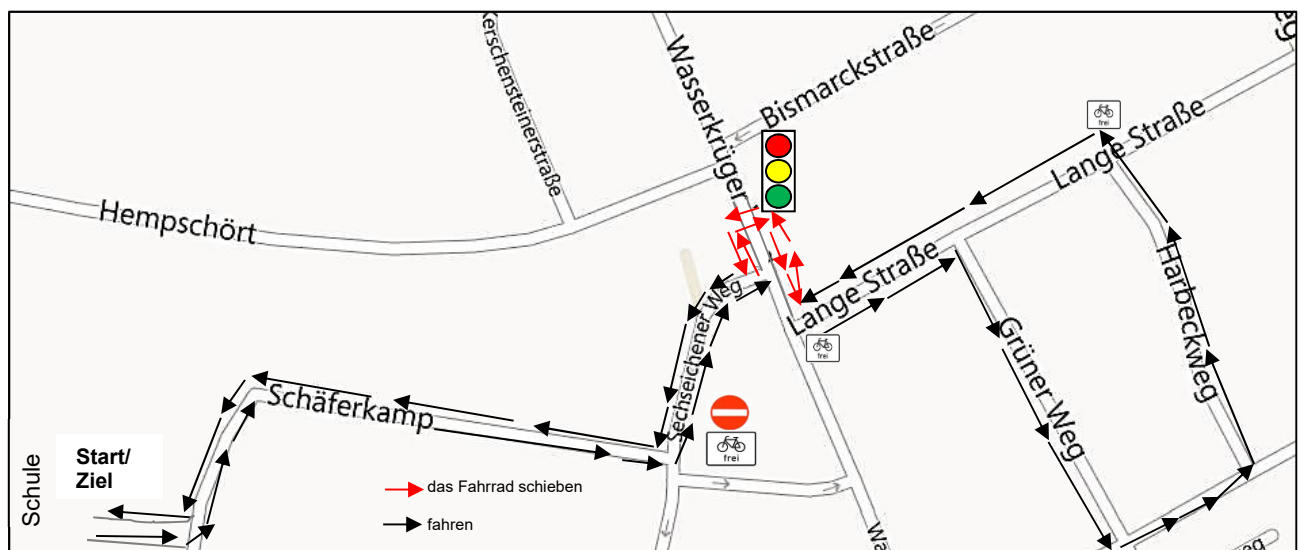 Kerschensteinerstraße
Wasserkrüger
Bismarckstraße
frei
Lange Straße
Hempschört
Lange Straße
Harbeckweg
Sechseichener Weg
frei
Grüner Weg
Schäferkamp
frei
Schule
Start/
Ziel
das Fahrrad schieben
fahren